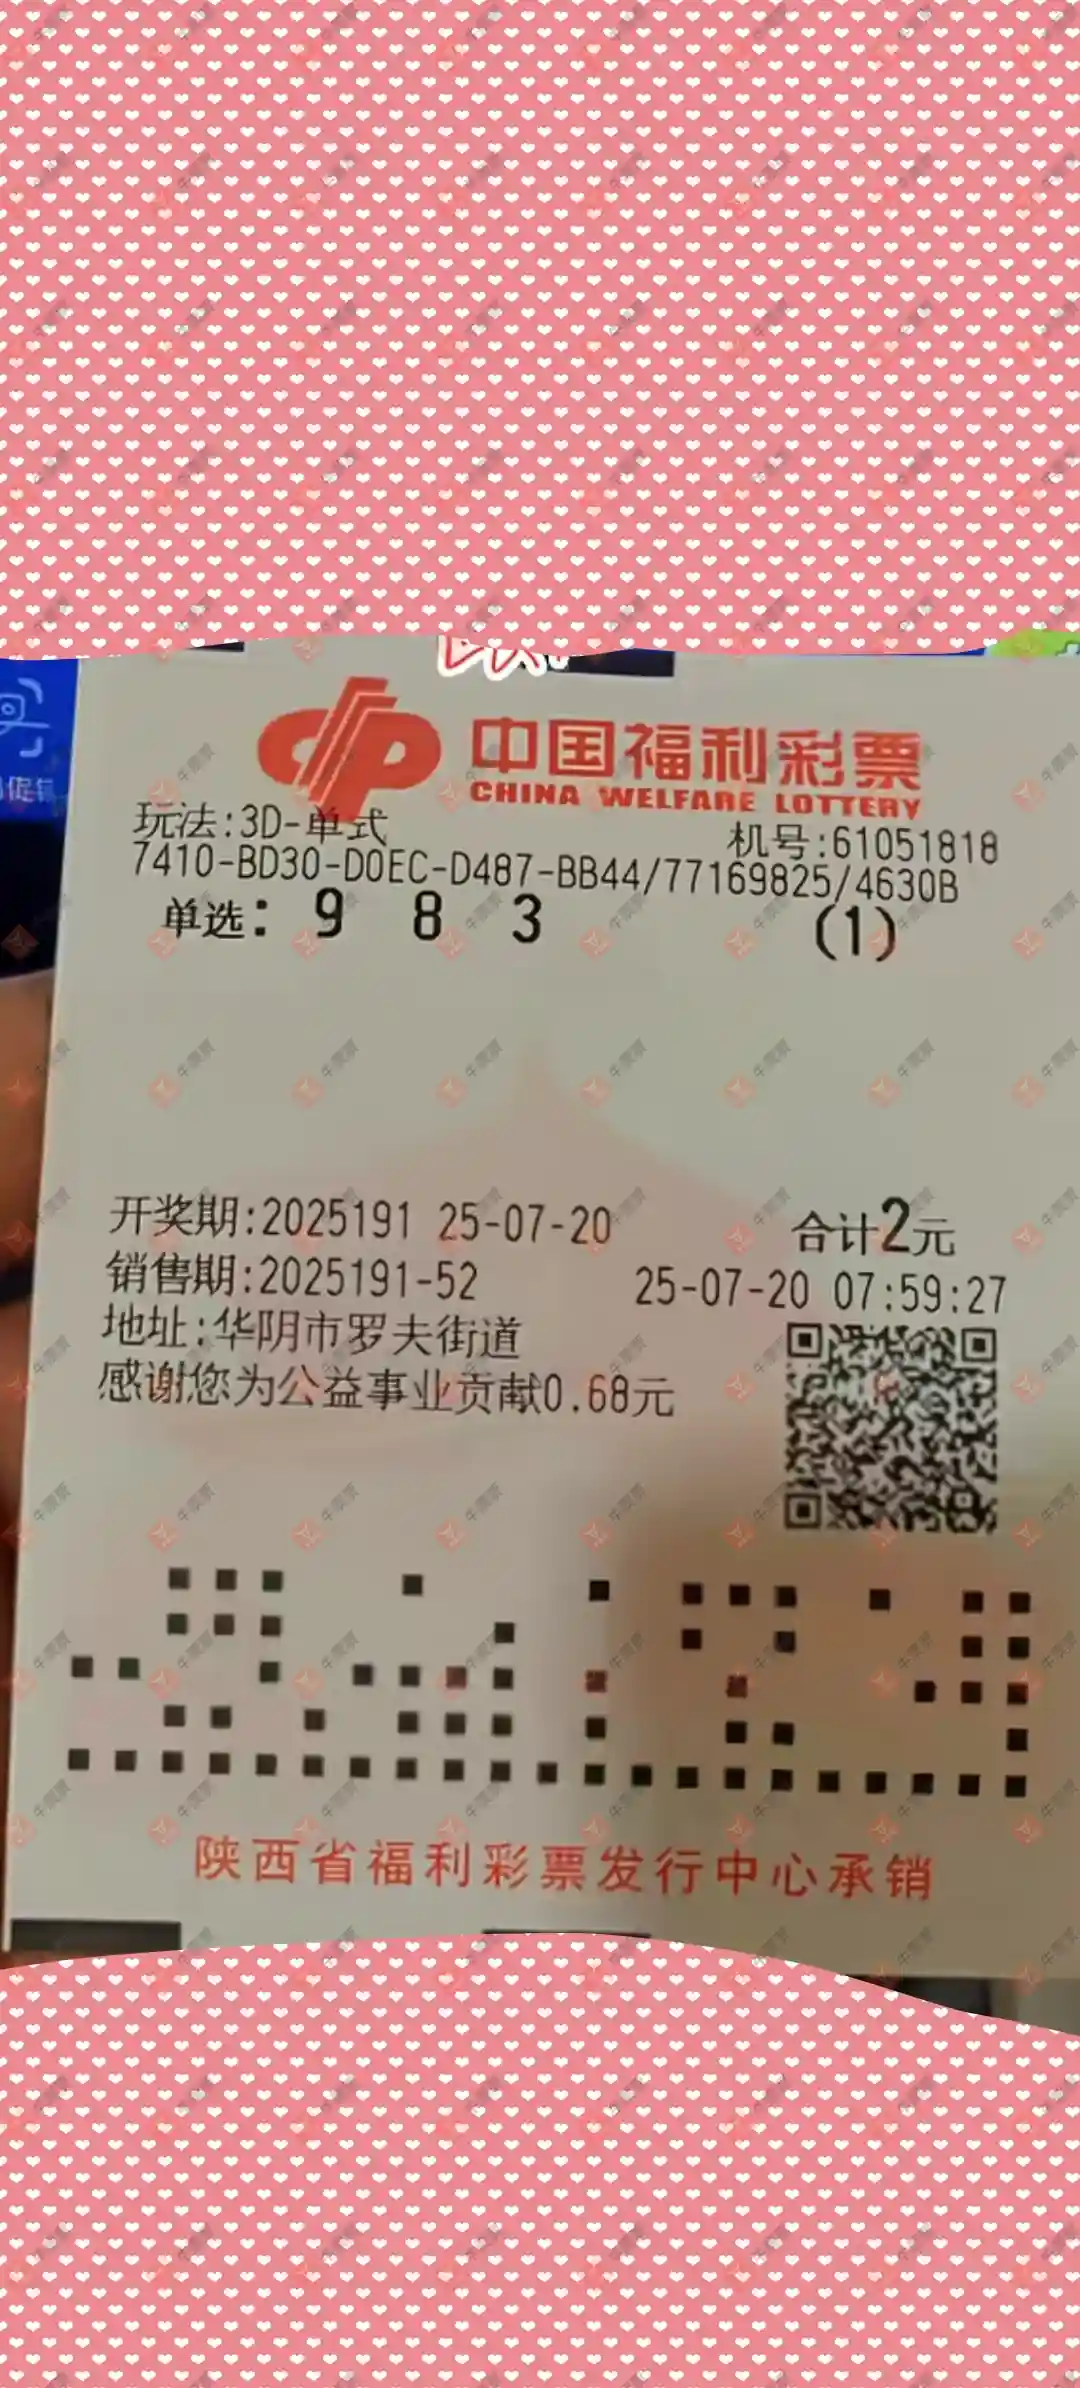 中国福利彩票
CHINA WELFARE LOTTERY
玩法:3D-单式
机号:61051818
7410-BD30-D0EC-D487-BB44/77169825/4630B
单选: 9 8 3 (1)
开奖期:2025191 25-07-20 合计2元
销售期:2025191-52 25-07-20 07:59:27
地址:华阴市罗夫街道
感谢您为公益事业贡献0.68元
陕西省福利彩票发行中心承销